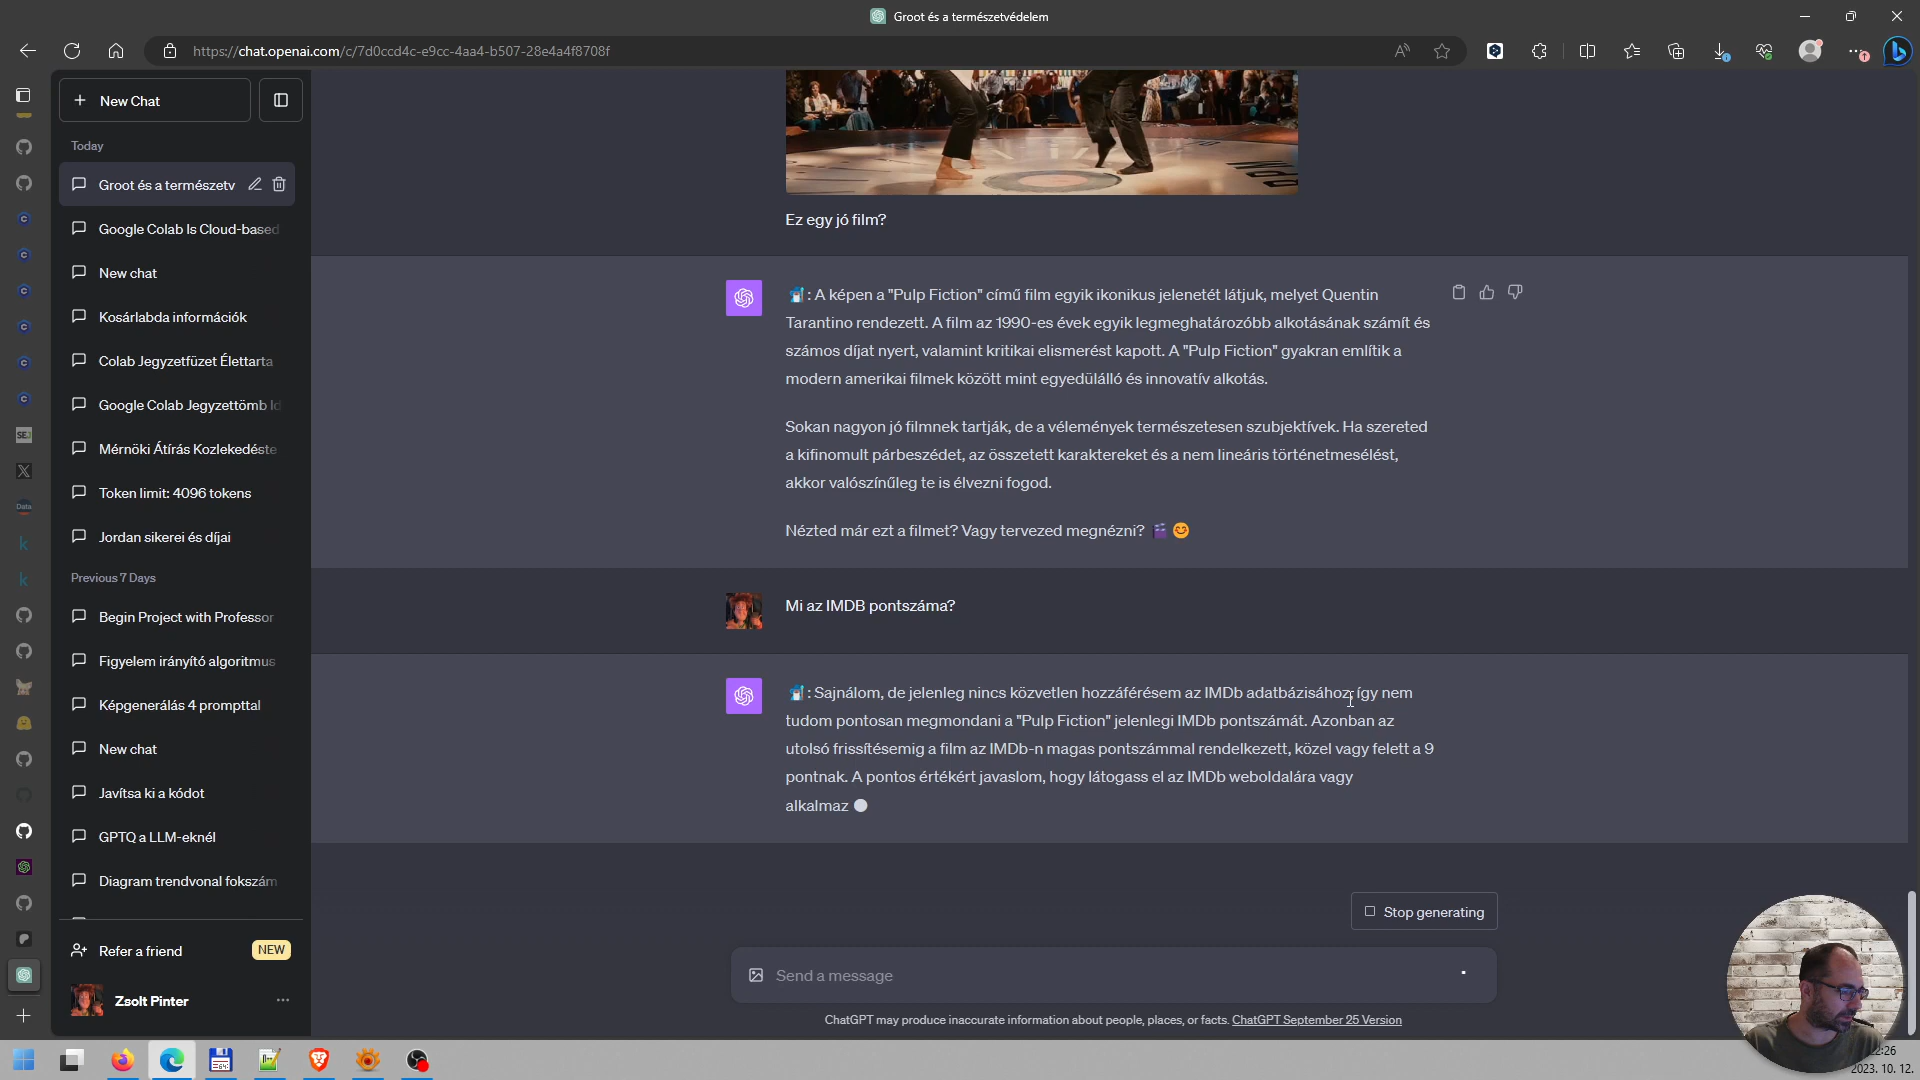 Groot és a természetvédelem
https://chat.openai.com/c/7d0ccd4c-e9cc-4aa4-b507-28e4a4f8708f
New Chat
Today
Groot és a természetv
Google Colab Is Cloud-based
New chat
Kosárlabda információk
Colab Jegyzetfüzet Élettarta
Google Colab Jegyzettömb Id
Mérnöki Átírás Kozlekedéste
Token limit: 4096 tokens
Jordan sikerei és díjai
Previous 7 Days
Begin Project with Professor
Figyelem irányító algoritmus
Képgenerálás 4 prompttal
New chat
Javítsa ki a kódot
GPTQ a LLM-eknél
Diagram trendvonal fokszám
Refer a friend NEW
Zsolt Pinter
Ez egy jó film?
: A képen a "Pulp Fiction" című film egyik ikonikus jelenetét látjuk, melyet Quentin
Tarantino rendezett. A film az 1990-es évek egyik legmeghatározóbb alkotásának számít és
számos díjat nyert, valamint kritikai elismerést kapott. A "Pulp Fiction" gyakran említik a
modern amerikai filmek között mint egyedülálló és innovatív alkotás.
Sokan nagyon jó filmnek tartják, de a vélemények természetesen szubjektívek. Ha szereted
a kifinomult párbeszédet, az összetett karaktereket és a nem lineáris történetmesélést,
akkor valószínűleg te is élvezni fogod.
Nézted már ezt a filmet? Vagy tervezed megnézni? 🎬 😊
Mi az IMDB pontszáma?
: Sajnálom, de jelenleg nincs közvetlen hozzáférésem az IMDb adatbázisához, így nem
tudom pontosan megmondani a "Pulp Fiction" jelenlegi IMDb pontszámát. Azonban az
utolsó frissítésemig a film az IMDb-n magas pontszámmal rendelkezett, közel vagy felett a 9
pontnak. A pontos értékért javaslom, hogy látogass el az IMDb weboldalára vagy
alkalmaz
Stop generating
Send a message
ChatGPT may produce inaccurate information about people, places, or facts. ChatGPT September 25 Version
2023. 10. 12.